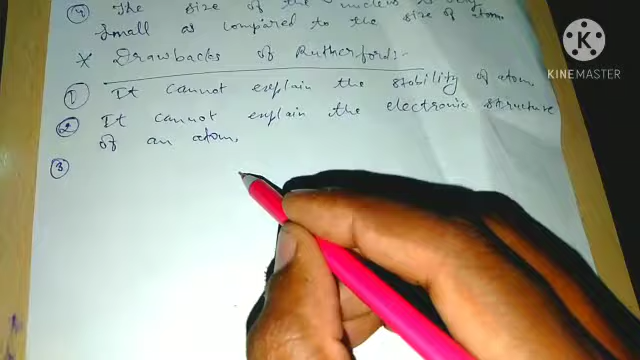 (4) The size of the nucleus is very
small as compared to the size of atom
* Drawbacks of Rutherfords-
(1) It cannot explain the stability of atom
(2) It cannot explain the electronic structure
of an atom.
(3)
K
KINEMASTER